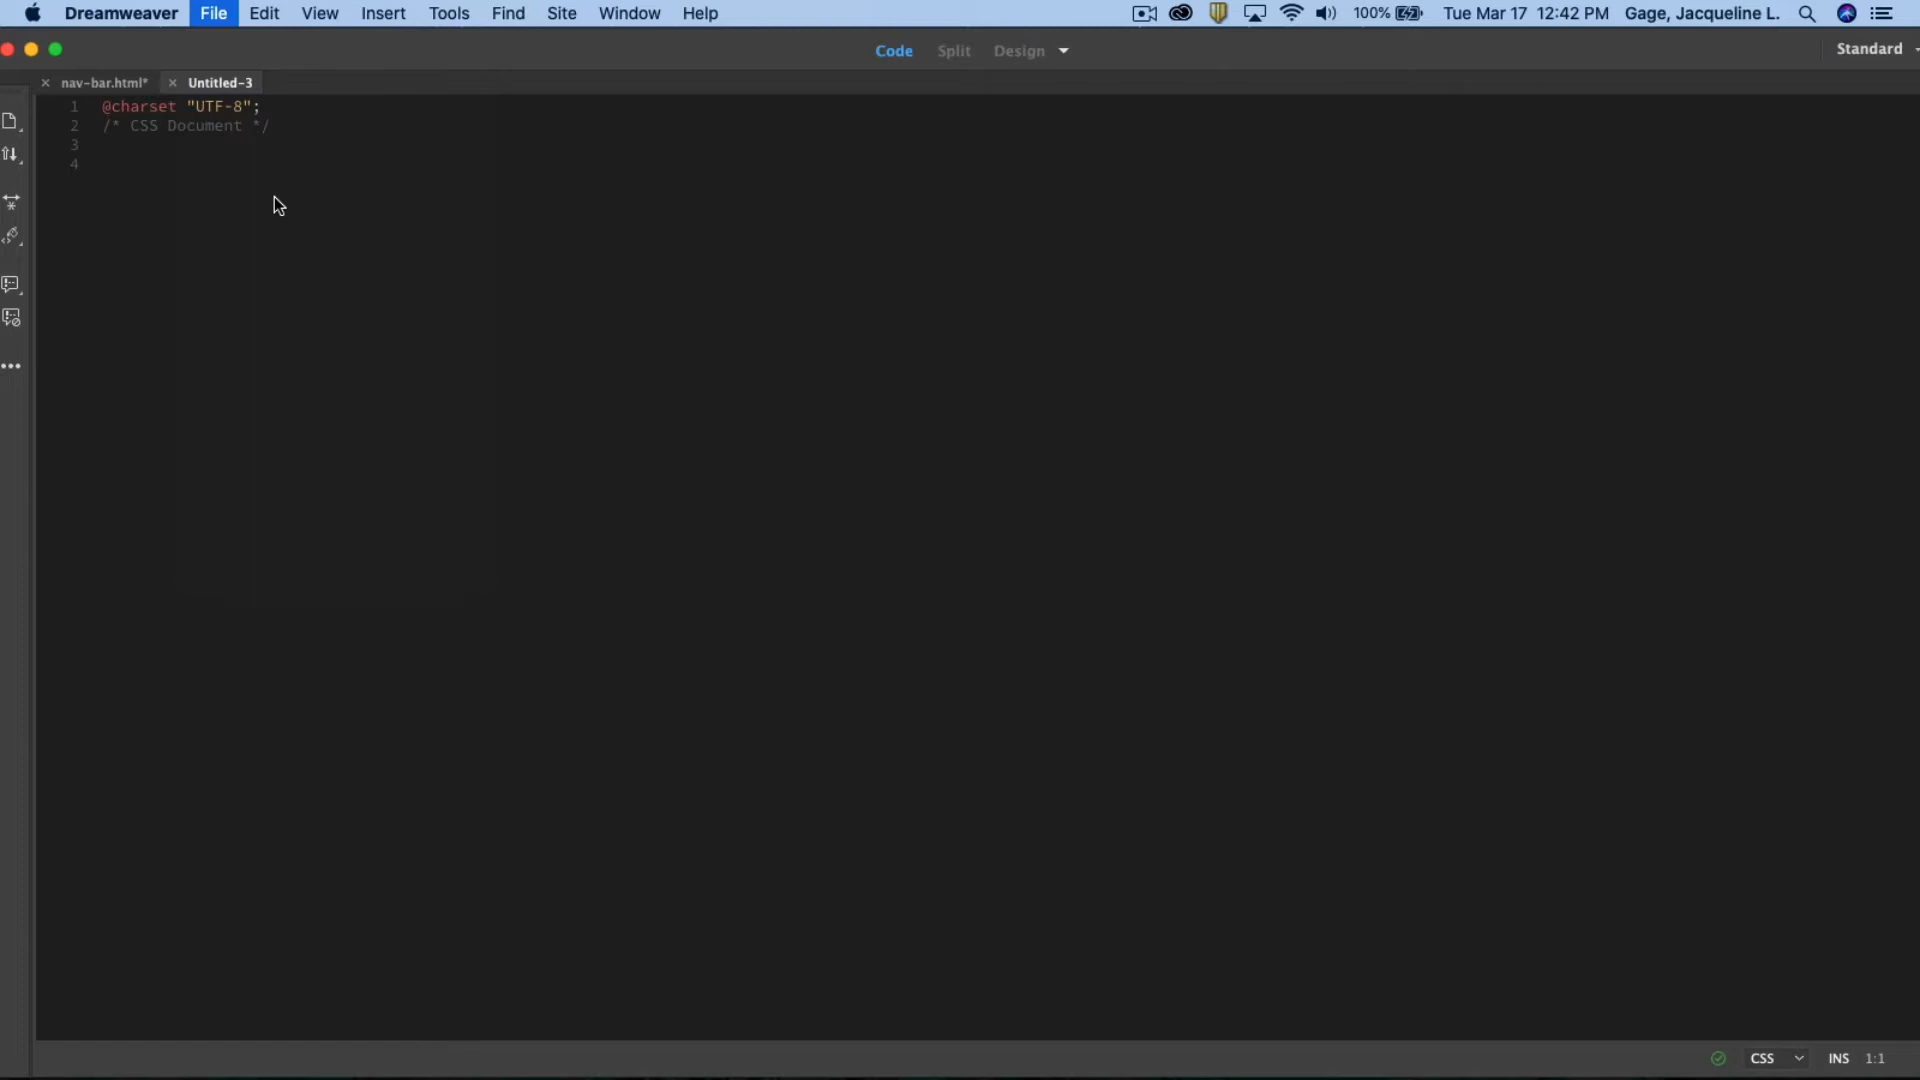 Dreamweaver File Edit View Insert Tools Find Site Window Help 100% Tue Mar 17 12:42 PM Gage, Jacqueline L.
Code Split Design Standard
nav-bar.html* Untitled-3
1 @charset "UTF-8";
2 /* CSS Document */
3
4
CSS INS 1:1